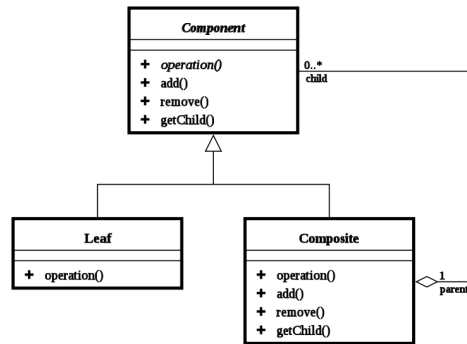 Component
+ operation()
+ add()
+ remove()
+ getChild()
0..*
child
Leaf
+ operation()
Composite
+ operation()
+ add()
+ remove()
+ getChild()
1
parent